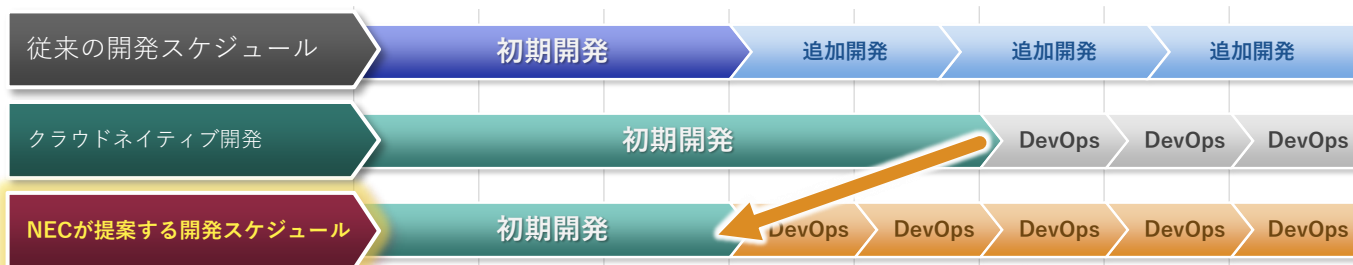 従来の開発スケジュール 初期開発 追加開発 追加開発 追加開発
クラウドネイティブ開発 初期開発 DevOps DevOps DevOps
NECが提案する開発スケジュール 初期開発 DevOps DevOps DevOps DevOps DevOps